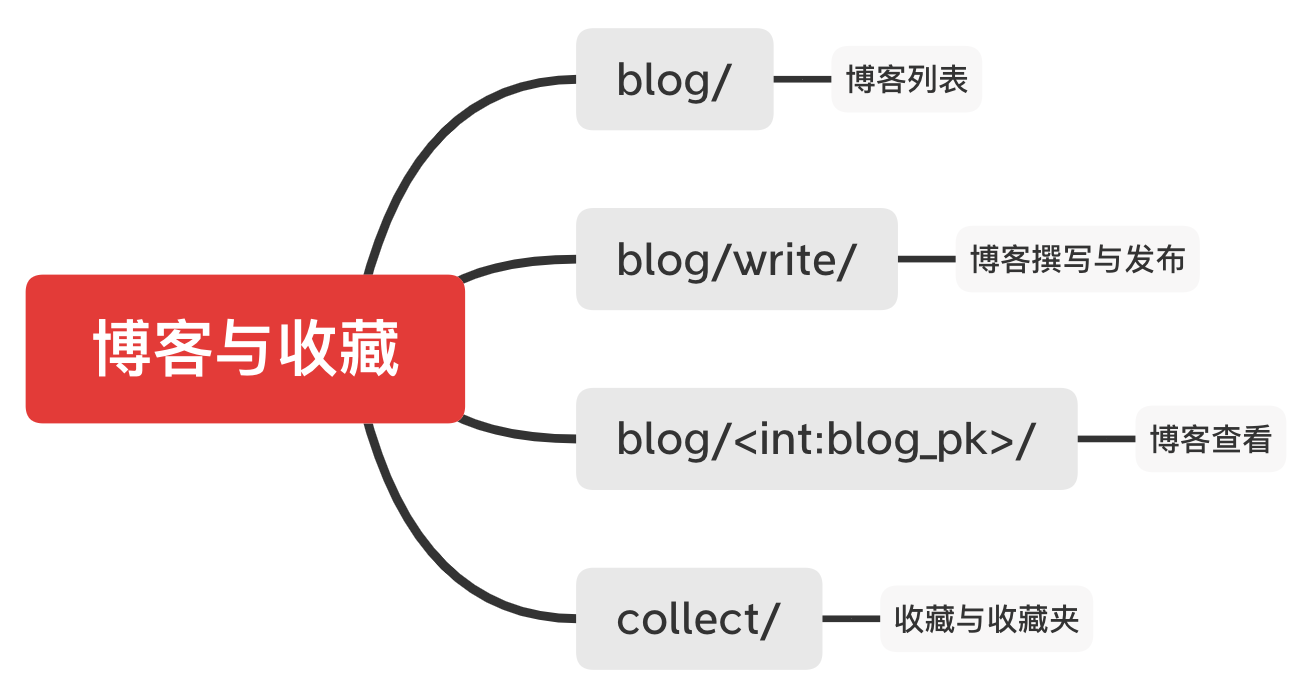 博客与收藏
blog/
博客列表
blog/write/
博客撰写与发布
blog/<int:blog_pk>/
博客查看
collect/
收藏与收藏夹